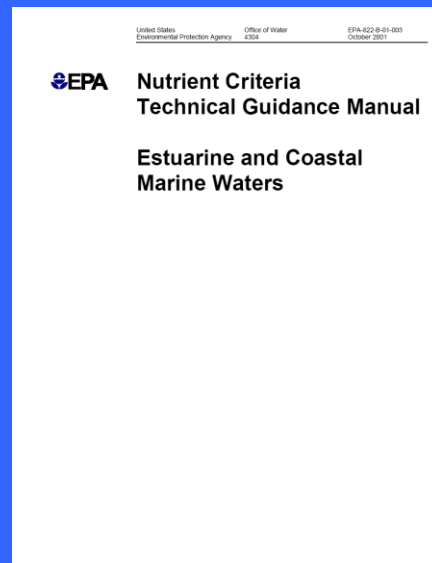 United States Office of Water EPA-822-B-01-003
Environmental Protection Agency 4304 October 2001
EPA
Nutrient Criteria
Technical Guidance Manual
Estuarine and Coastal
Marine Waters